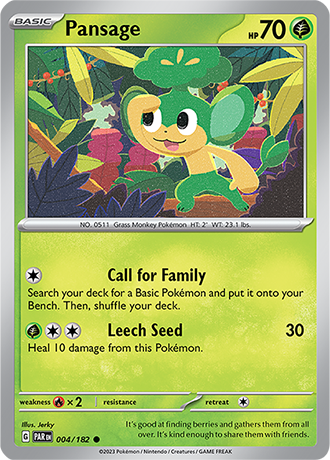 BASIC
Pansage
HP 70
NO. 0511 Grass Monkey Pokémon HT: 2' WT: 23.1 lbs.
Call for Family
Search your deck for a Basic Pokémon and put it onto your
Bench. Then, shuffle your deck.
Leech Seed 30
Heal 10 damage from this Pokémon.
weakness ×2 resistance retreat
Illus. Jerky
G PAR EN 004/182
It's good at finding berries and gathers them from all
over. It's kind enough to share them with friends.
©2023 Pokémon / Nintendo / Creatures / GAME FREAK